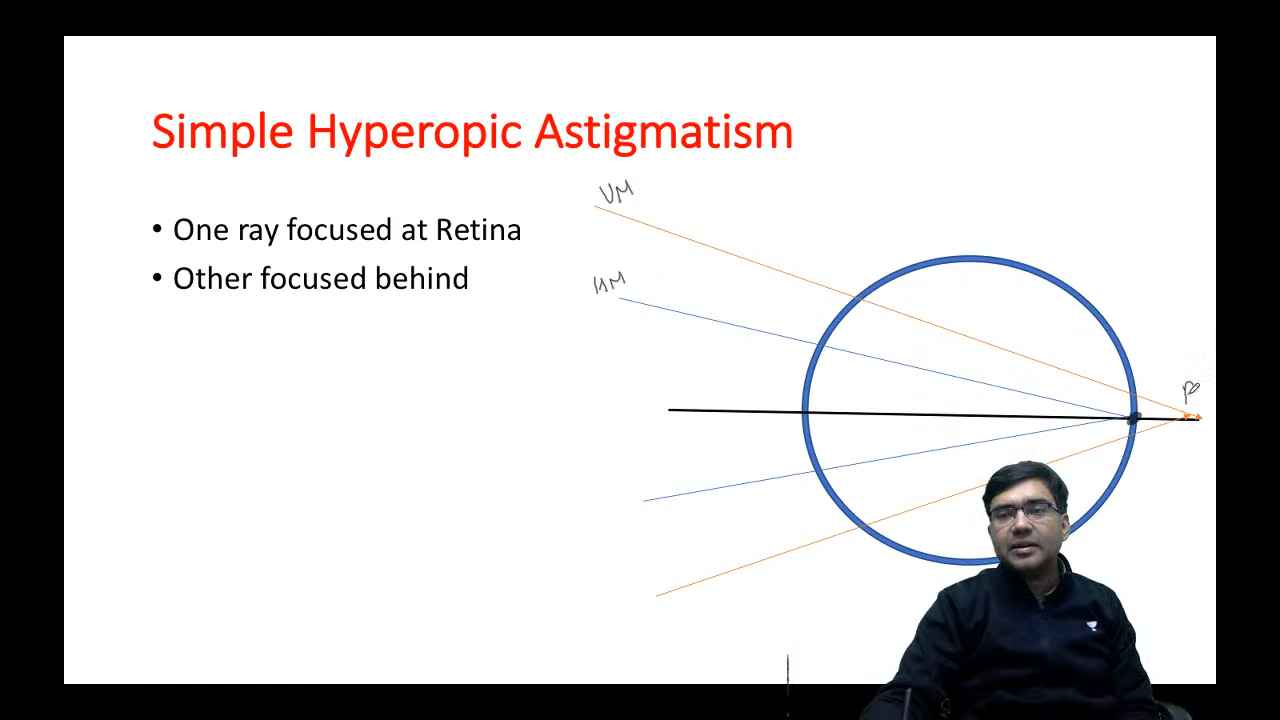 Simple Hyperopic Astigmatism
VM
• One ray focused at Retina
• Other focused behind
HM